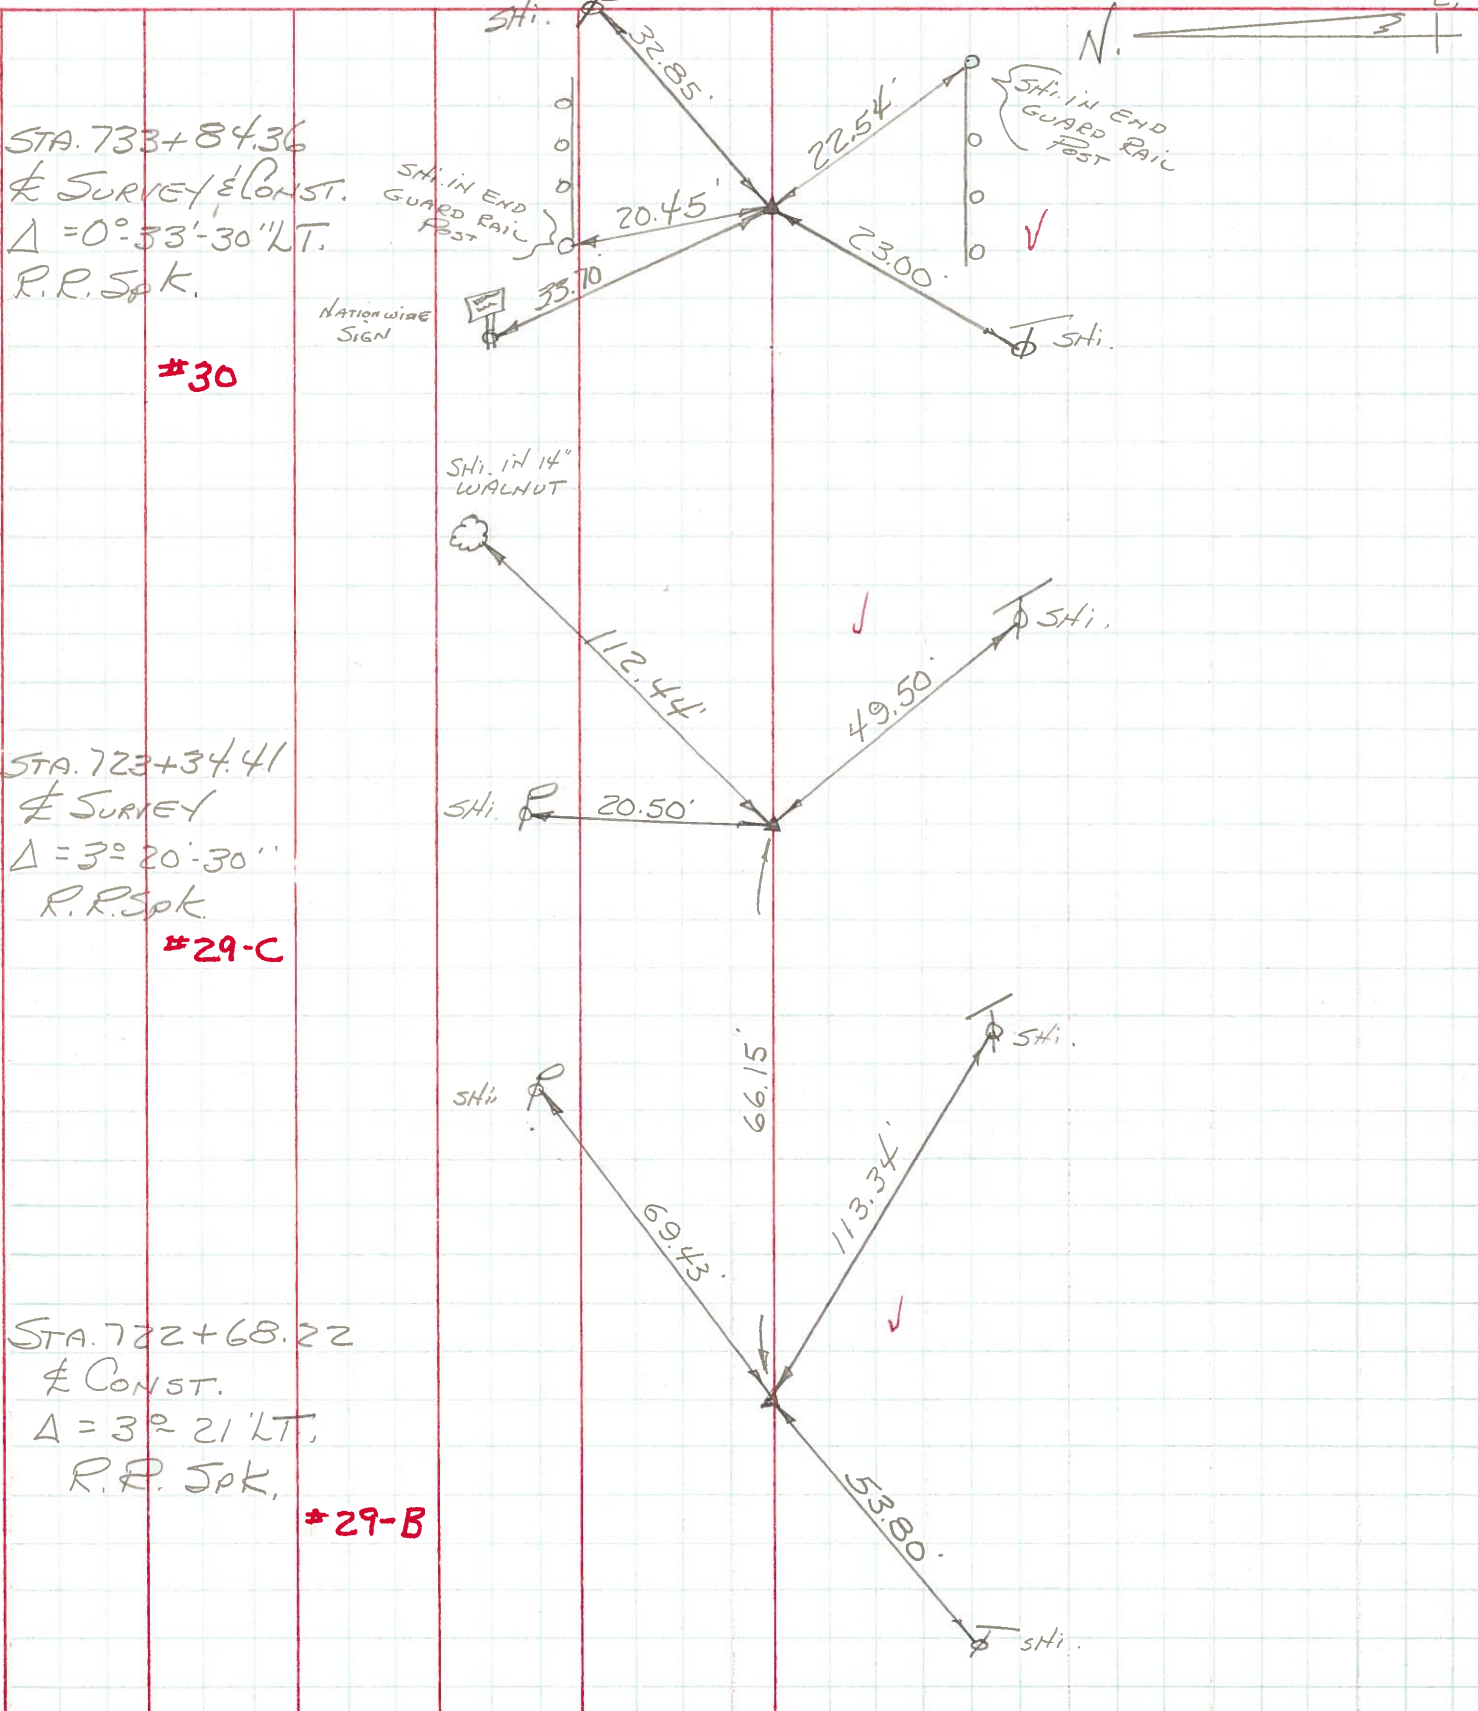 SHi.
N.
32.85'
22.54'
SHi. iN END
GUARD RAIL
POST
STA. 733+84.36
℄ SURVEY & CONST.
Δ = 0°-33'-30" LT.
R.R. Spk.
SHi. iN END
GUARD RAIL
POST
20.45'
23.00'
33.70'
NATIONWIDE
SIGN
SHi.
#30
SHi. iN 14"
WALNUT
SHi.
112.44'
49.50'
STA. 723+34.41
℄ SURVEY
Δ = 3°-20'-30"
R.R. Spk.
SHi.
20.50'
#29-C
SHi.
66.15'
SHi.
69.43'
113.34'
STA. 722+68.22
℄ CONST.
Δ = 3°-21' LT.
R.R. Spk.
#29-B
53.80'
SHi.